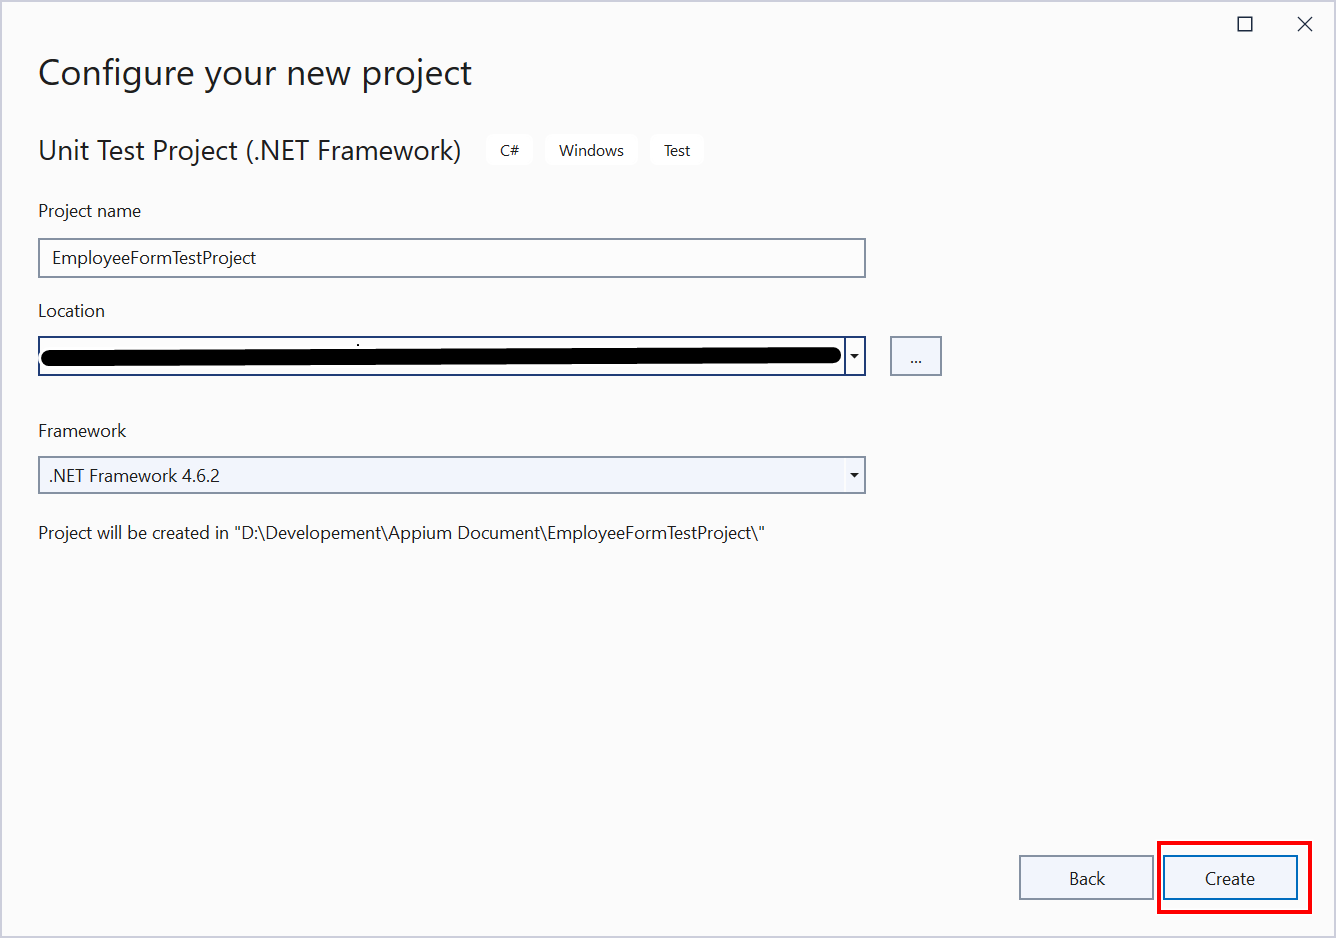 Configure your new project
Unit Test Project (.NET Framework) C# Windows Test
Project name
EmployeeFormTestProject
Location
...
Framework
.NET Framework 4.6.2
Project will be created in "D:\Developement\Appium Document\EmployeeFormTestProject\"
Back Create